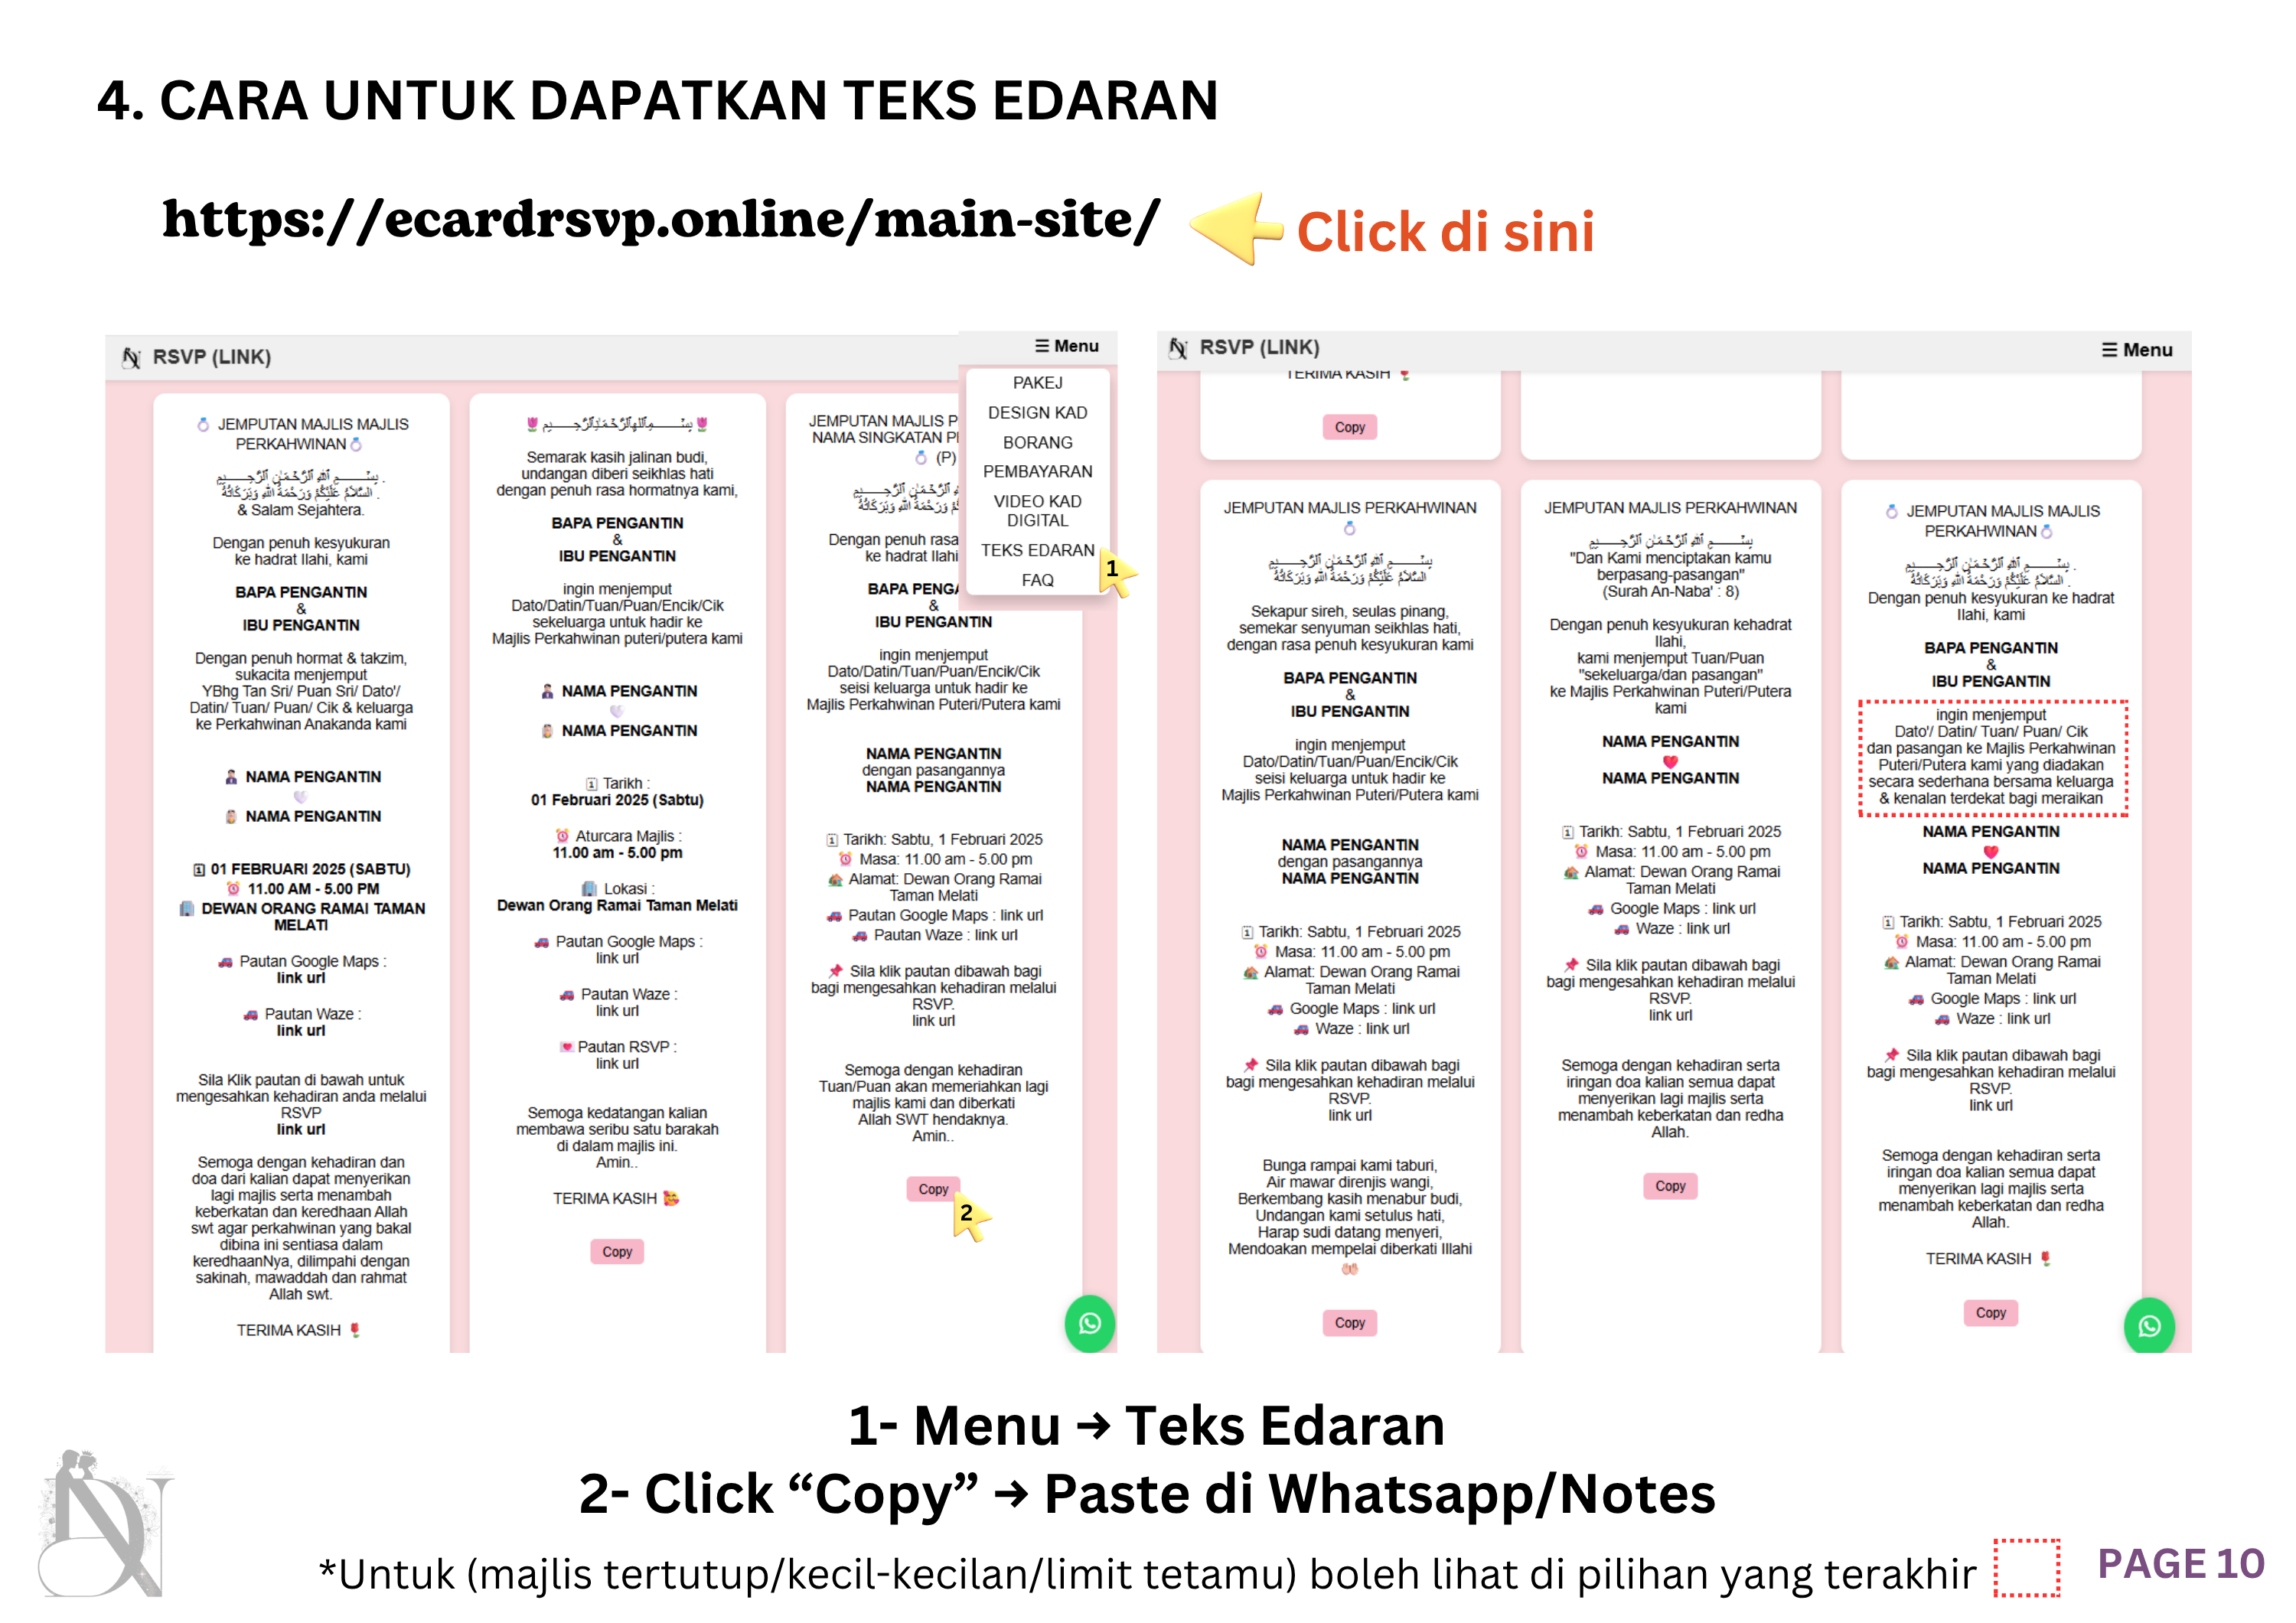 4. CARA UNTUK DAPATKAN TEKS EDARAN
https://ecardrsvp.online/main-site/
Click di sini
RSVP (LINK)
☰ Menu
PAKEJ
DESIGN KAD
BORANG
PEMBAYARAN
VIDEO KAD
DIGITAL
TEKS EDARAN
FAQ
1
💍 JEMPUTAN MAJLIS MAJLIS
PERKAHWINAN💍
بِسْــــــمِ ٱللَّهِ ٱلرَّحْمَـٰنِ ٱلرَّحِـــــيمِ .
السَّلاَمُ عَلَيْكُمْ وَرَحْمَةُ اللهِ وَبَرَكَاتُهُ .
& Salam Sejahtera.
Dengan penuh kesyukuran
ke hadrat Ilahi, kami
BAPA PENGANTIN
&
IBU PENGANTIN
Dengan penuh hormat & takzim,
sukacita menjemput
YBhg Tan Sri/ Puan Sri/ Dato'/
Datin/ Tuan/ Puan/ Cik & keluarga
ke Perkahwinan Anakanda kami
🤵🏻 NAMA PENGANTIN
🤍
👰🏻 NAMA PENGANTIN
🗓 01 FEBRUARI 2025 (SABTU)
⏰ 11.00 AM - 5.00 PM
🏢 DEWAN ORANG RAMAI TAMAN
MELATI
🚗 Pautan Google Maps :
link url
🚗 Pautan Waze :
link url
Sila Klik pautan di bawah untuk
mengesahkan kehadiran anda melalui
RSVP
link url
Semoga dengan kehadiran dan
doa dari kalian dapat menyerikan
lagi majlis serta menambah
keberkatan dan keredhaan Allah
swt agar perkahwinan yang bakal
dibina ini sentiasa dalam
keredhaanNya, dilimpahi dengan
sakinah, mawaddah dan rahmat
Allah swt.
TERIMA KASIH 🌹
🌷بِسْــــــمِ ٱللَّهِ ٱلرَّحْمَـٰنِ ٱلرَّحِـــــيمِ🌷
Semarak kasih jalinan budi,
undangan diberi seikhlas hati
dengan penuh rasa hormatnya kami,
BAPA PENGANTIN
&
IBU PENGANTIN
ingin menjemput
Dato/Datin/Tuan/Puan/Encik/Cik
sekeluarga untuk hadir ke
Majlis Perkahwinan puteri/putera kami
🤵🏻 NAMA PENGANTIN
🤍
👰🏻 NAMA PENGANTIN
🗓 Tarikh :
01 Februari 2025 (Sabtu)
⏰ Aturcara Majlis :
11.00 am - 5.00 pm
🏢 Lokasi :
Dewan Orang Ramai Taman Melati
🚗 Pautan Google Maps :
link url
🚗 Pautan Waze :
link url
💌 Pautan RSVP :
link url
Semoga kedatangan kalian
membawa seribu satu barakah
di dalam majlis ini.
Amin..
TERIMA KASIH 🥰
Copy
JEMPUTAN MAJLIS P
NAMA SINGKATAN P
💍 (P)
Dengan penuh rasa
ke hadrat Ilahi
BAPA PENGA
&
IBU PENGANTIN
ingin menjemput
Dato/Datin/Tuan/Puan/Encik/Cik
seisi keluarga untuk hadir ke
Majlis Perkahwinan Puteri/Putera kami
NAMA PENGANTIN
dengan pasangannya
NAMA PENGANTIN
🗓 Tarikh: Sabtu, 1 Februari 2025
⏰ Masa: 11.00 am - 5.00 pm
🏡 Alamat: Dewan Orang Ramai
Taman Melati
🚗 Pautan Google Maps : link url
🚗 Pautan Waze : link url
📌 Sila klik pautan dibawah bagi
bagi mengesahkan kehadiran melalui
RSVP.
link url
Semoga dengan kehadiran
Tuan/Puan akan memeriahkan lagi
majlis kami dan diberkati
Allah SWT hendaknya.
Amin..
Copy
2
RSVP (LINK)
☰ Menu
TERIMA KASIH 🌹
Copy
JEMPUTAN MAJLIS PERKAHWINAN
💍
بِسْــــــمِ ٱللَّهِ ٱلرَّحْمَـٰنِ ٱلرَّحِـــــيمِ
السَّلاَمُ عَلَيْكُمْ وَرَحْمَةُ اللهِ وَبَرَكَاتُهُ
Sekapur sireh, seulas pinang,
semekar senyuman seikhlas hati,
dengan rasa penuh kesyukuran kami
BAPA PENGANTIN
&
IBU PENGANTIN
ingin menjemput
Dato/Datin/Tuan/Puan/Encik/Cik
seisi keluarga untuk hadir ke
Majlis Perkahwinan Puteri/Putera kami
NAMA PENGANTIN
dengan pasangannya
NAMA PENGANTIN
🗓 Tarikh: Sabtu, 1 Februari 2025
⏰ Masa: 11.00 am - 5.00 pm
🏡 Alamat: Dewan Orang Ramai
Taman Melati
🚗 Google Maps : link url
🚗 Waze : link url
📌 Sila klik pautan dibawah bagi
bagi mengesahkan kehadiran melalui
RSVP.
link url
Bunga rampai kami taburi,
Air mawar direnjis wangi,
Berkembang kasih menabur budi,
Undangan kami setulus hati,
Harap sudi datang menyeri,
Mendoakan mempelai diberkati Illahi
🤲🏻
Copy
JEMPUTAN MAJLIS PERKAHWINAN
بِسْــــــمِ ٱللَّهِ ٱلرَّحْمَـٰنِ ٱلرَّحِـــــيمِ
"Dan Kami menciptakan kamu
berpasang-pasangan"
(Surah An-Naba' : 8)
Dengan penuh kesyukuran kehadrat
Ilahi,
kami menjemput Tuan/Puan
"sekeluarga/dan pasangan"
ke Majlis Perkahwinan Puteri/Putera
kami
NAMA PENGANTIN
❤️
NAMA PENGANTIN
🗓 Tarikh: Sabtu, 1 Februari 2025
⏰ Masa: 11.00 am - 5.00 pm
🏡 Alamat: Dewan Orang Ramai
Taman Melati
🚗 Google Maps : link url
🚗 Waze : link url
📌 Sila klik pautan dibawah bagi
bagi mengesahkan kehadiran melalui
RSVP.
link url
Semoga dengan kehadiran serta
iringan doa kalian semua dapat
menyerikan lagi majlis serta
menambah keberkatan dan redha
Allah.
Copy
💍 JEMPUTAN MAJLIS MAJLIS
PERKAHWINAN💍
بِسْــــــمِ ٱللَّهِ ٱلرَّحْمَـٰنِ ٱلرَّحِـــــيمِ .
السَّلاَمُ عَلَيْكُمْ وَرَحْمَةُ اللهِ وَبَرَكَاتُهُ .
Dengan penuh kesyukuran ke hadrat
Ilahi, kami
BAPA PENGANTIN
&
IBU PENGANTIN
ingin menjemput
Dato'/ Datin/ Tuan/ Puan/ Cik
dan pasangan ke Majlis Perkahwinan
Puteri/Putera kami yang diadakan
secara sederhana bersama keluarga
& kenalan terdekat bagi meraikan
NAMA PENGANTIN
❤️
NAMA PENGANTIN
🗓 Tarikh: Sabtu, 1 Februari 2025
⏰ Masa: 11.00 am - 5.00 pm
🏡 Alamat: Dewan Orang Ramai
Taman Melati
🚗 Google Maps : link url
🚗 Waze : link url
📌 Sila klik pautan dibawah bagi
bagi mengesahkan kehadiran melalui
RSVP.
link url
Semoga dengan kehadiran serta
iringan doa kalian semua dapat
menyerikan lagi majlis serta
menambah keberkatan dan redha
Allah.
TERIMA KASIH 🌹
Copy
1- Menu → Teks Edaran
2- Click “Copy” → Paste di Whatsapp/Notes
*Untuk (majlis tertutup/kecil-kecilan/limit tetamu) boleh lihat di pilihan yang terakhir
PAGE 10